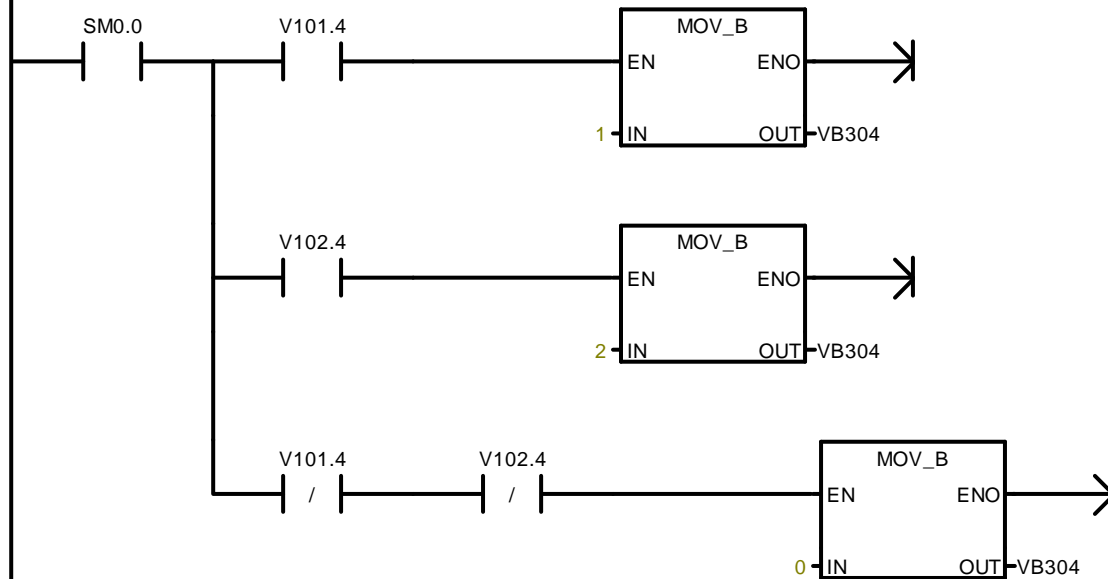 SM0.0 V101.4 MOV_B
EN ENO
1 IN OUT VB304
V102.4 MOV_B
EN ENO
2 IN OUT VB304
V101.4 V102.4 MOV_B
/ / EN ENO
0 IN OUT VB304